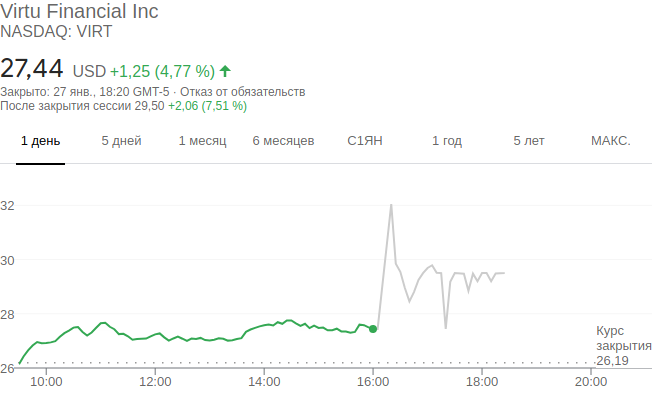 Virtu Financial Inc
NASDAQ: VIRT
27,44 USD +1,25 (4,77 %)
Закрыто: 27 янв., 18:20 GMT-5 · Отказ от обязательств
После закрытия сессии 29,50 +2,06 (7,51 %)
1 день 5 дней 1 месяц 6 месяцев С1ЯН 1 год 5 лет МАКС.
32
30
28
26
Курс
закрытия
26,19
10:00 12:00 14:00 16:00 18:00 20:00